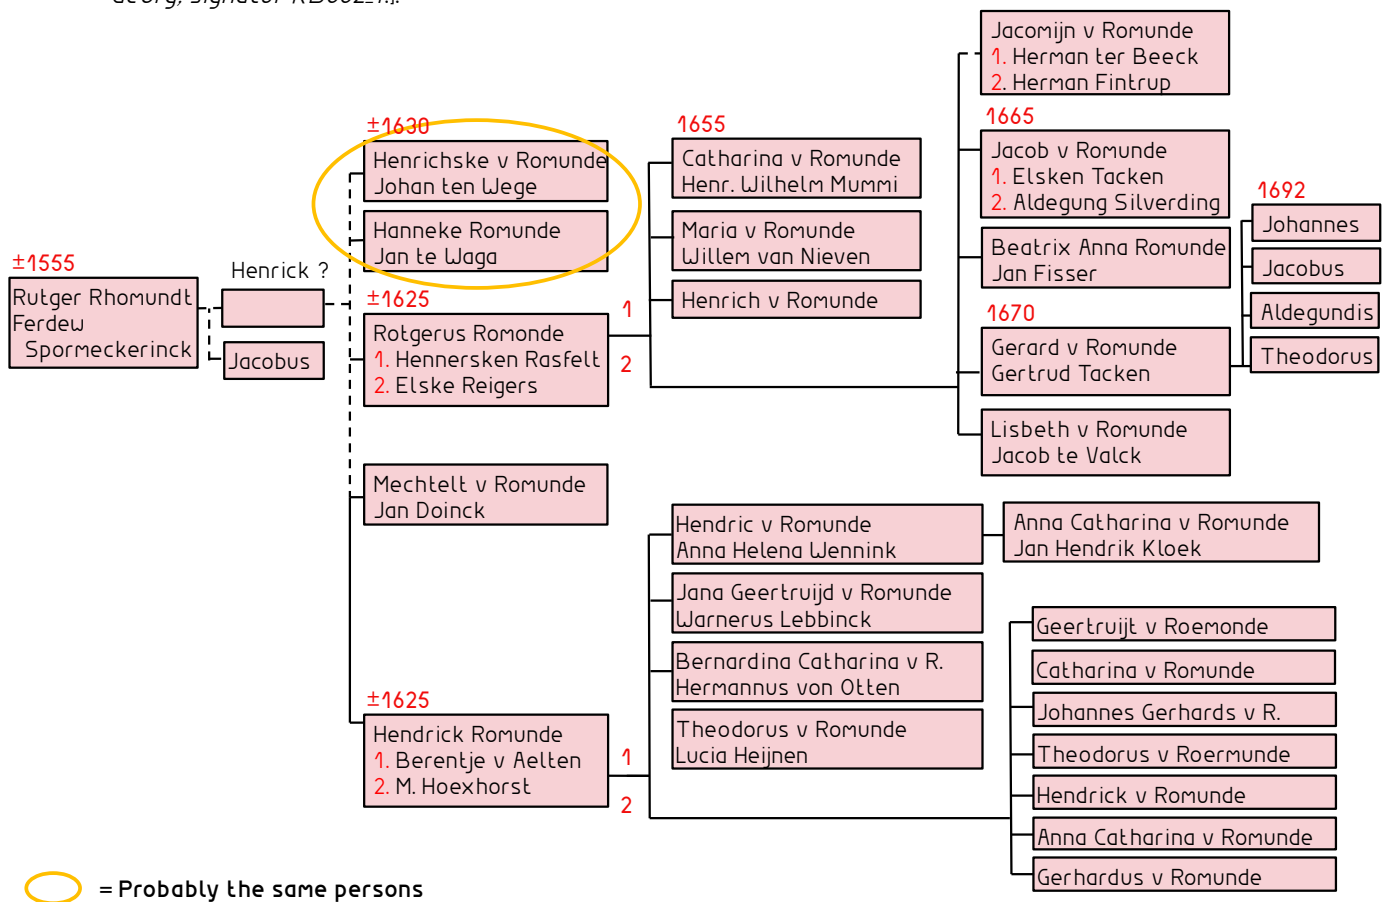 ±1555
Rutger Rhomundt
Ferdew
Spormeckerinck
Henrick ?
Jacobus
±1630
Henrichske v Romunde
Johan ten Wege
Hanneke Romunde
Jan te Waga
±1625
Rotgerus Romonde
1. Hennersken Rasfelt
2. Elske Reigers
1
2
Mechtelt v Romunde
Jan Doinck
±1625
Hendrick Romunde
1. Berentje v Aelten
2. M. Hoexhorst
1
2
1655
Catharina v Romunde
Henr. Wilhelm Mummi
Maria v Romunde
Willem van Nieven
Henrich v Romunde
Jacomijn v Romunde
1. Herman ter Beeck
2. Herman Fintrup
1665
Jacob v Romunde
1. Elsken Tacken
2. Aldegung Silverding
Beatrix Anna Romunde
Jan Fisser
1670
Gerard v Romunde
Gertrud Tacken
Lisbeth v Romunde
Jacob te Valck
1692
Johannes
Jacobus
Aldegundis
Theodorus
Hendric v Romunde
Anna Helena Wennink
Jana Geertruijd v Romunde
Warnerus Lebbinck
Bernardina Catharina v R.
Hermannus von Otten
Theodorus v Romunde
Lucia Heijnen
Anna Catharina v Romunde
Jan Hendrik Kloek
Geertruijt v Roemonde
Catharina v Romunde
Johannes Gerhards v R.
Theodorus v Roermunde
Hendrick v Romunde
Anna Catharina v Romunde
Gerhardus v Romunde
= Probably the same persons